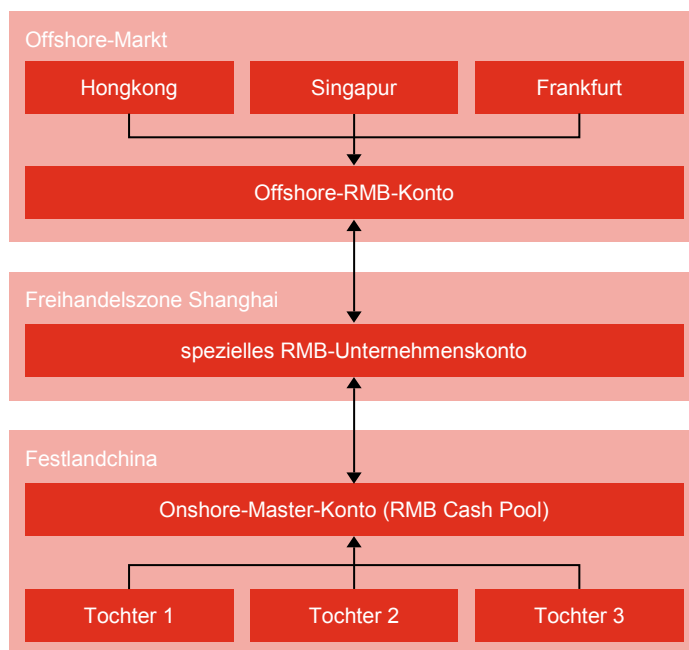 Offshore-Markt
Hongkong
Singapur
Frankfurt
Offshore-RMB-Konto
Freihandelszone Shanghai
spezielles RMB-Unternehmenskonto
Festlandchina
Onshore-Master-Konto (RMB Cash Pool)
Tochter 1
Tochter 2
Tochter 3